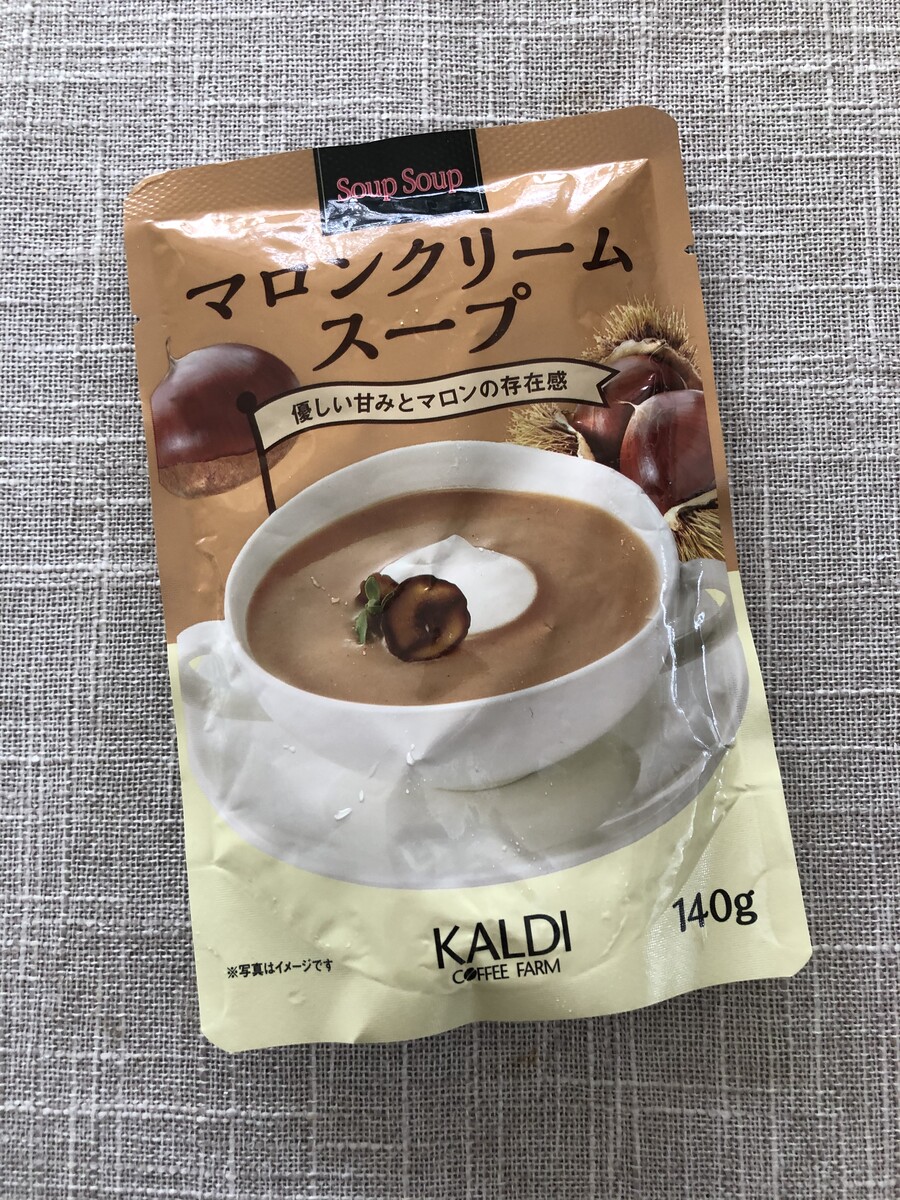 Soup Soup
マロンクリーム
スープ
優しい甘みとマロンの存在感
140g
KALDI
COFFEE FARM
※写真はイメージです